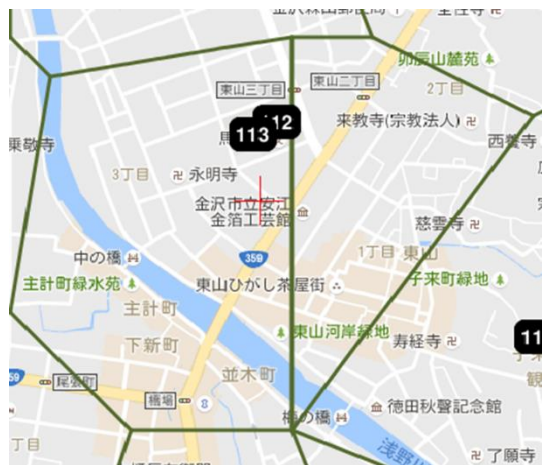 卯辰山麓苑
2丁目
東山三丁目
東山二丁目
112
113
来教寺(宗教法人)
乗敬寺
西養寺
3丁目
永明寺
金沢市立安江
金箔工芸館
慈雲寺
1丁目
東山
359
中の橋
主計町緑水苑
東山ひがし茶屋街
子来町緑地
主計町
東山河岸緑地
下新町
寿経寺
11
並木町
59
尾張町
橋場
8
梅の橋
徳田秋聲記念館
浅野川
丁目
了願寺